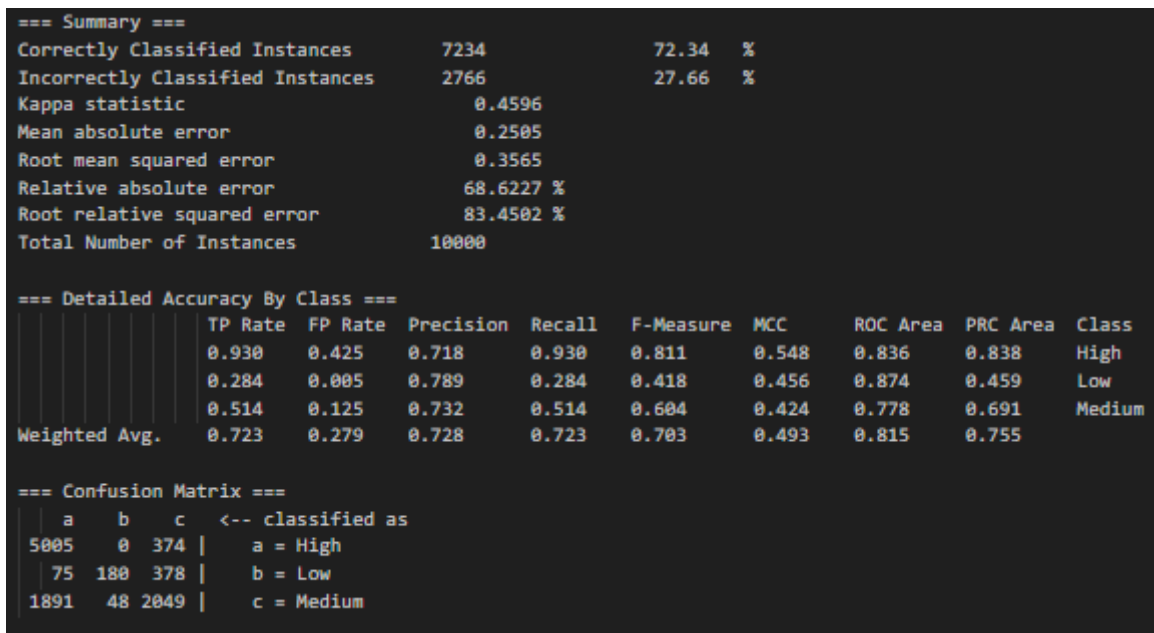 === Summary ===
Correctly Classified Instances 7234 72.34 %
Incorrectly Classified Instances 2766 27.66 %
Kappa statistic 0.4596
Mean absolute error 0.2505
Root mean squared error 0.3565
Relative absolute error 68.6227 %
Root relative squared error 83.4502 %
Total Number of Instances 10000
=== Detailed Accuracy By Class ===
TP Rate FP Rate Precision Recall F-Measure MCC ROC Area PRC Area Class
0.930 0.425 0.718 0.930 0.811 0.548 0.836 0.838 High
0.284 0.005 0.789 0.284 0.418 0.456 0.874 0.459 Low
0.514 0.125 0.732 0.514 0.604 0.424 0.778 0.691 Medium
Weighted Avg. 0.723 0.279 0.728 0.723 0.703 0.493 0.815 0.755
=== Confusion Matrix ===
a b c <-- classified as
5005 0 374 | a = High
75 180 378 | b = Low
1891 48 2049 | c = Medium